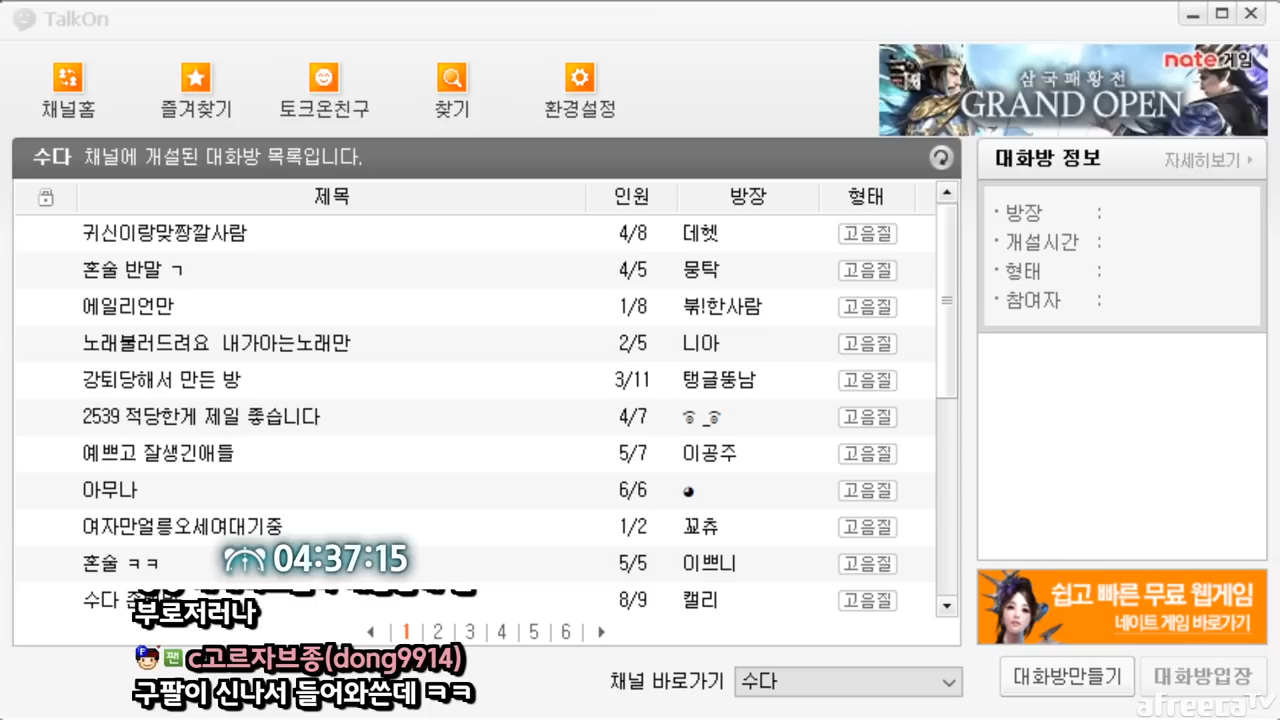 TalkOn
채널홈 즐겨찾기 토크온친구 찾기 환경설정
nate게임
삼국패황전
GRAND OPEN
수다 채널에 개설된 대화방 목록입니다.
제목 인원 방장 형태
귀신이랑맞짱깔사람 4/8 데헷 고음질
혼술 반말 ㄱ 4/5 뭉탁 고음질
에일리언만 1/8 붂!한사람 고음질
노래불러드려요 내가아는노래만 2/5 니아 고음질
강퇴당해서 만든 방 3/11 탱글뚱남 고음질
2539 적당한게 제일 좋습니다 4/7 고음질
예쁘고 잘생긴애들 5/7 이공주 고음질
아무나 6/6 고음질
여자만얼릉오세여대기중 1/2 꾜츄 고음질
혼술 ㅋㅋ 5/5 이쁘니 고음질
수다 8/9 캘리 고음질
1 2 3 4 5 6
04:37:15
부로저러나
c고르자브종(dong9914)
구팔이 신나서 들어와쓴데 ㅋㅋ
채널 바로가기 수다
대화방 정보 자세히보기
방장 :
개설시간 :
형태 :
참여자 :
쉽고 빠른 무료 웹게임
네이트 게임 바로가기
대화방만들기 대화방입장
afreecaTV